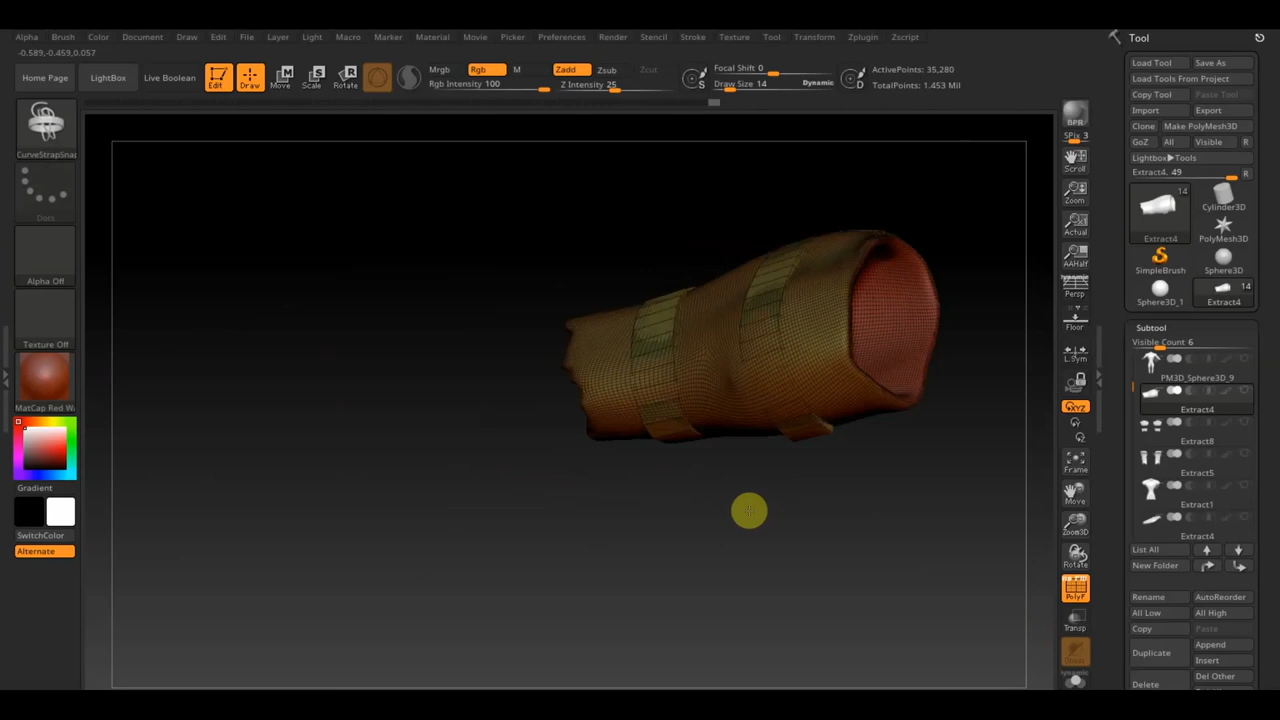 Alpha Brush Color Document Draw Edit File Layer Light Macro Marker Material Movie Picker Preferences Render Stencil Stroke Texture Tool Transform Zplugin Zscript
-0.589,-0.459,0.057
Home Page LightBox Live Boolean Edit Draw Move Scale Rotate
Mrgb Rgb M
Rgb Intensity 100
Zadd Zsub Zcut
Z Intensity 25
S
Focal Shift 0
Draw Size 14 Dynamic
D
ActivePoints: 35,280
TotalPoints: 1.453 Mil
CurveStrapSnap
Dots
Alpha Off
Texture Off
MatCap Red Wa
Gradient
SwitchColor
Alternate
BPR
SPix 3
Scroll
Zoom
Actual
AAHalf
Dynamic
Persp
Floor
L.Sym
XYZ
Y
Z
Frame
Move
Zoom3D
Rotate
PolyF
Transp
Dynamic
Tool
Load Tool Save As
Load Tools From Project
Copy Tool Paste Tool
Import Export
Clone Make PolyMesh3D
GoZ All Visible R
Lightbox▶Tools
Extract4. 49 R
14
Extract4
Cylinder3D
PolyMesh3D
SimpleBrush
Sphere3D
Sphere3D_1
14
Extract4
Subtool
Visible Count 6
PM3D_Sphere3D_9
Extract4
Extract8
Extract5
Extract1
Extract4
List All
New Folder
Rename AutoReorder
All Low All High
Copy Paste
Duplicate
Append
Insert
Delete
Del Other